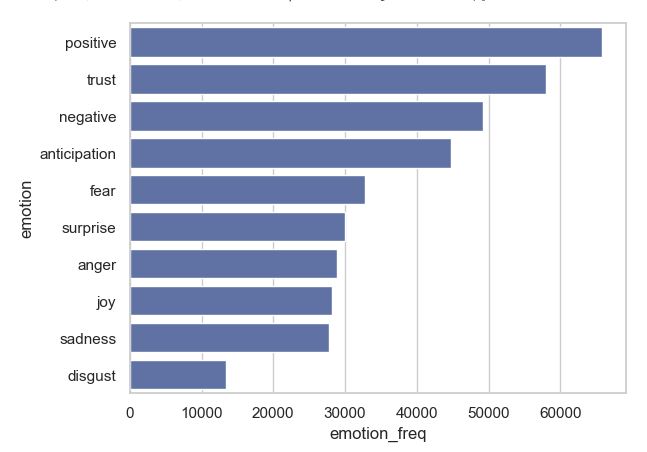 positive
trust
negative
anticipation
fear
surprise
anger
joy
sadness
disgust
emotion
0 10000 20000 30000 40000 50000 60000
emotion_freq